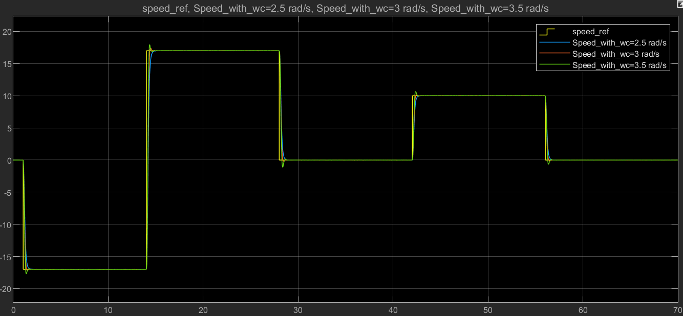 speed_ref, Speed_with_wc=2.5 rad/s, Speed_with_wc=3 rad/s, Speed_with_wc=3.5 rad/s
speed_ref
Speed_with_wc=2.5 rad/s
Speed_with_wc=3 rad/s
Speed_with_wc=3.5 rad/s
20
15
10
5
0
-5
-10
-15
-20
0 10 20 30 40 50 60 70